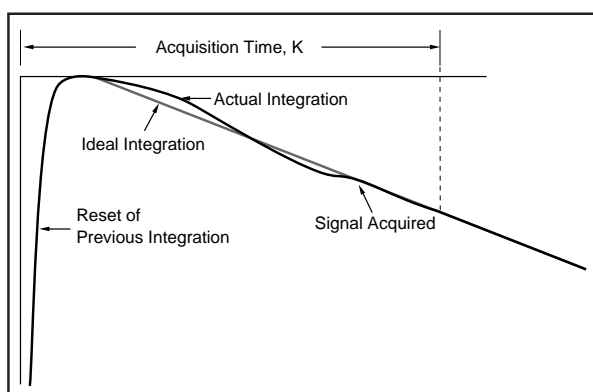 Acquisition Time, K
Actual Integration
Ideal Integration
Reset of
Previous Integration
Signal Acquired